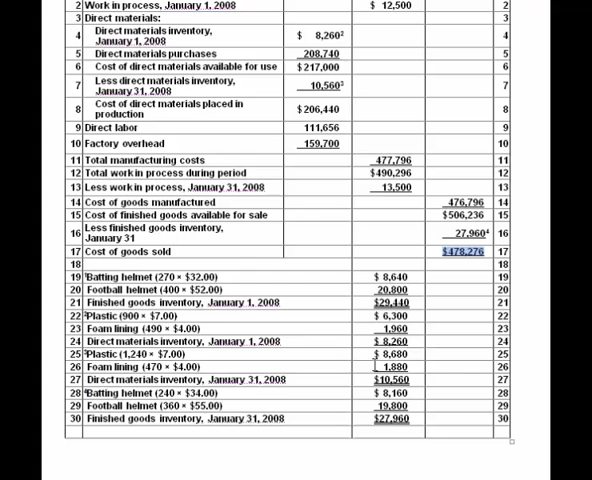 2 Work in process, January 1, 2008 $ 12,500 2
3 Direct materials: 3
4 Direct materials inventory, January 1, 2008 $ 8,260² 4
5 Direct materials purchases 208,740 5
6 Cost of direct materials available for use $217,000 6
7 Less direct materials inventory, January 31, 2008 10,560³ 7
8 Cost of direct materials placed in production $206,440 8
9 Direct labor 111,656 9
10 Factory overhead 159,700 10
11 Total manufacturing costs 477,796 11
12 Total work in process during period $490,296 12
13 Less work in process, January 31, 2008 13,500 13
14 Cost of goods manufactured 476,796 14
15 Cost of finished goods available for sale $506,236 15
16 Less finished goods inventory, January 31 27,960⁴ 16
17 Cost of goods sold $478,276 17
18 18
19 ¹Batting helmet (270 × $32.00) $ 8,640 19
20 Football helmet (400 × $52.00) 20,800 20
21 Finished goods inventory, January 1, 2008 $29,440 21
22 ²Plastic (900 × $7.00) $ 6,300 22
23 Foam lining (490 × $4.00) 1,960 23
24 Direct materials inventory, January 1, 2008 $ 8,260 24
25 ³Plastic (1,240 × $7.00) $ 8,680 25
26 Foam lining (470 × $4.00) 1,880 26
27 Direct materials inventory, January 31, 2008 $10,560 27
28 ⁴Batting helmet (240 × $34.00) $ 8,160 28
29 Football helmet (360 × $55.00) 19,800 29
30 Finished goods inventory, January 31, 2008 $27,960 30